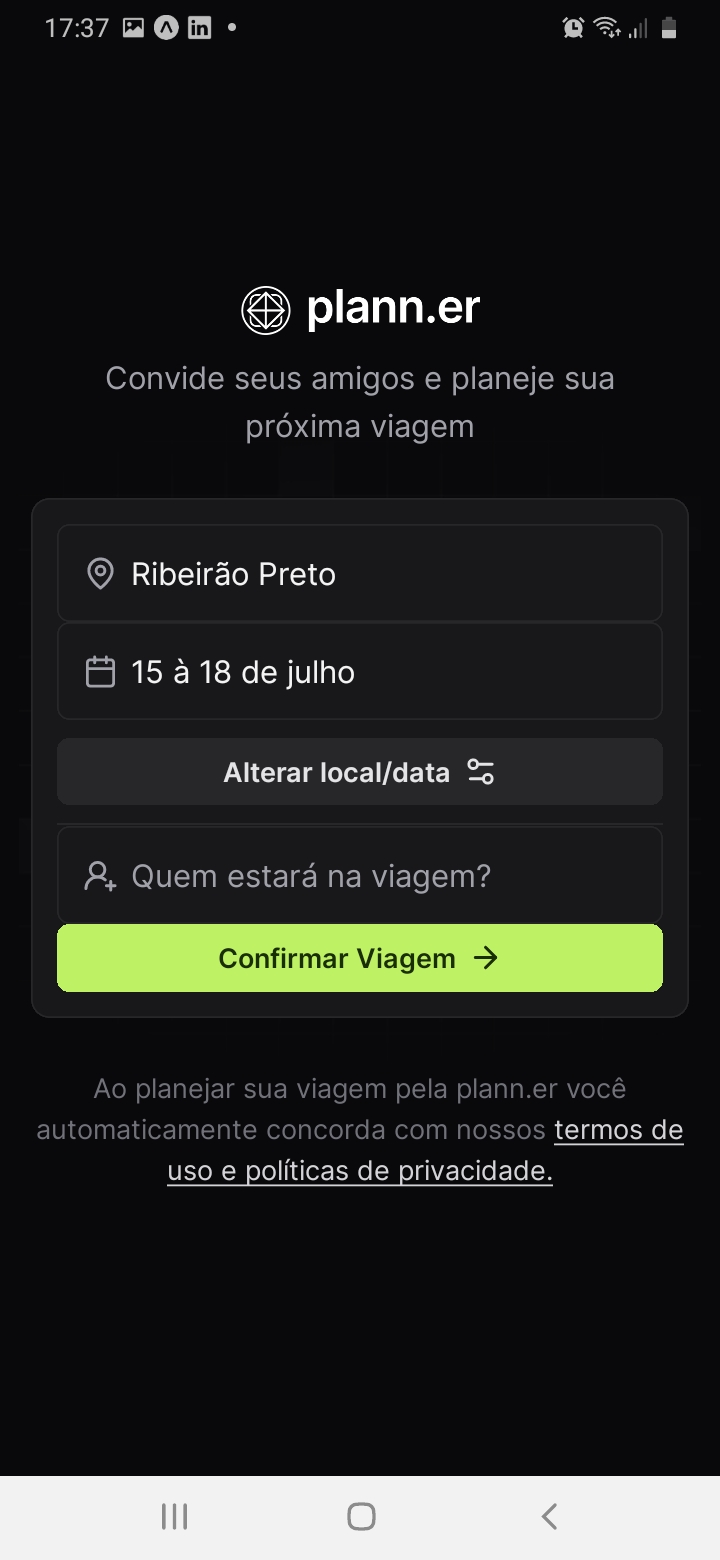 17:37
plann.er
Convide seus amigos e planeje sua
próxima viagem
Ribeirão Preto
15 à 18 de julho
Alterar local/data
Quem estará na viagem?
Confirmar Viagem
Ao planejar sua viagem pela plann.er você
automaticamente concorda com nossos termos de
uso e políticas de privacidade.